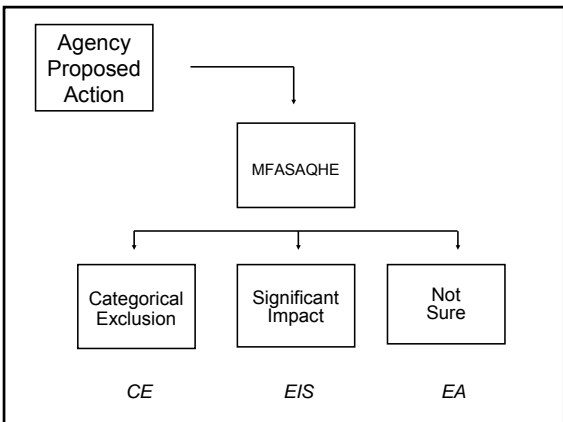 Agency
Proposed
Action
MFASAQHE
Categorical
Exclusion
Significant
Impact
Not
Sure
CE
EIS
EA